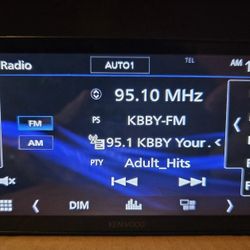 Radio
AUTO1
TEL
AM
95.10 MHz
PS
KBBY-FM
FM
95.1 KBBY Your
AM
PTY
Adult_Hits
DIM
KENWOOD